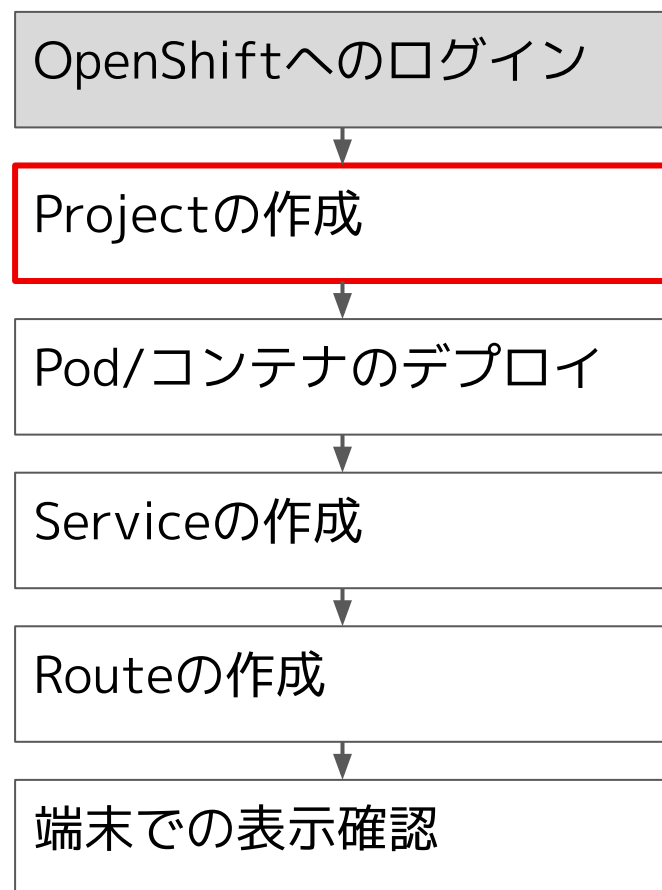 OpenShiftへのログイン
Projectの作成
Pod/コンテナのデプロイ
Serviceの作成
Routeの作成
端末での表示確認